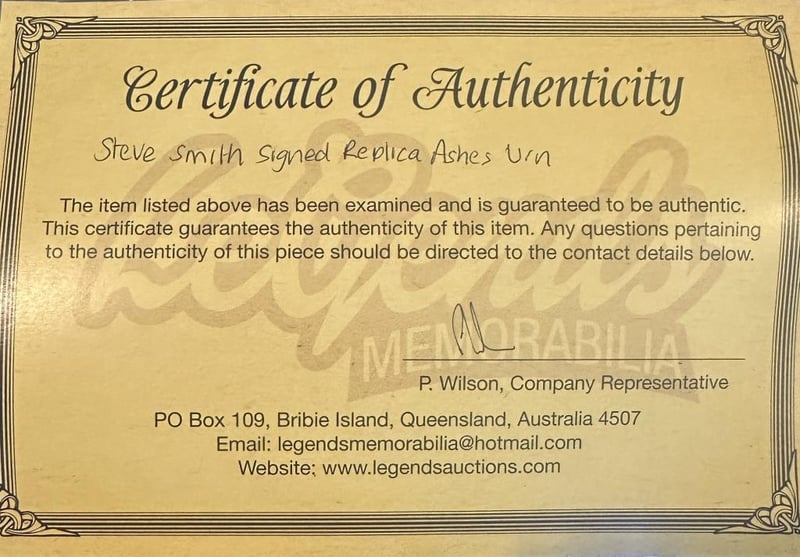 Certificate of Authenticity
Steve Smith Signed Replica Ashes Urn
The item listed above has been examined and is guaranteed to be authentic.
This certificate guarantees the authenticity of this item. Any questions pertaining
to the authenticity of this piece should be directed to the contact details below.
Legends
MEMORABILIA
P. Wilson, Company Representative
PO Box 109, Bribie Island, Queensland, Australia 4507
Email: legendsmemorabilia@hotmail.com
Website: www.legendsauctions.com